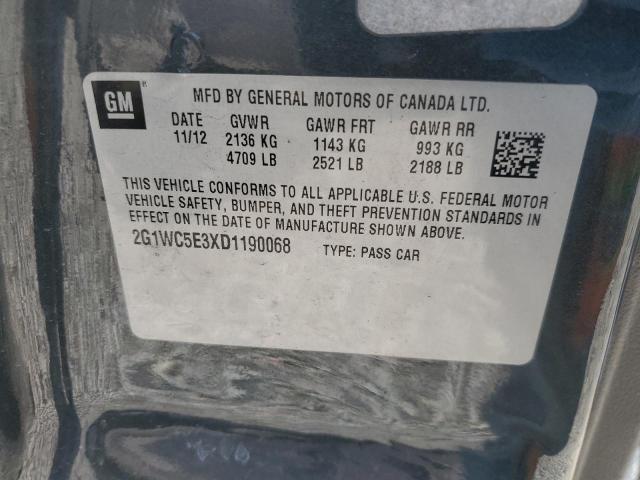 GM
MFD BY GENERAL MOTORS OF CANADA LTD.
DATE GVWR GAWR FRT GAWR RR
11/12 2136 KG 1143 KG 993 KG
4709 LB 2521 LB 2188 LB
THIS VEHICLE CONFORMS TO ALL APPLICABLE U.S. FEDERAL MOTOR
VEHICLE SAFETY, BUMPER, AND THEFT PREVENTION STANDARDS IN
EFFECT ON THE DATE OF MANUFACTURE SHOWN ABOVE.
2G1WC5E3XD1190068 TYPE: PASS CAR